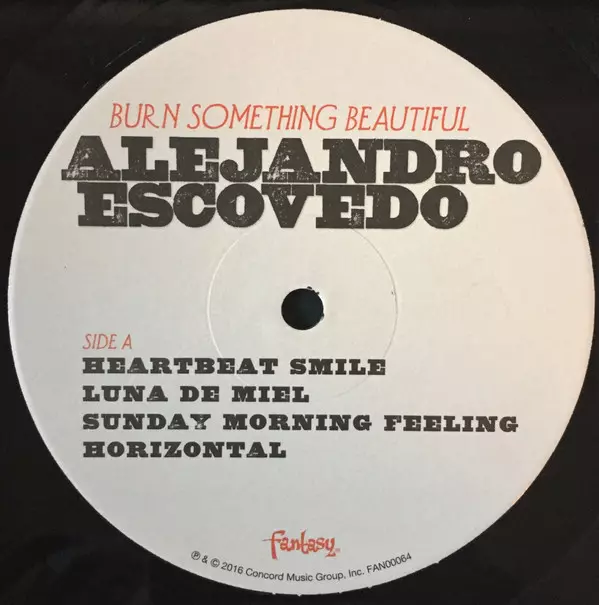 BURN SOMETHING BEAUTIFUL
ALEJANDRO
ESCOVEDO
SIDE A
HEARTBEAT SMILE
LUNA DE MIEL
SUNDAY MORNING FEELING
HORIZONTAL
Fantasy®
℗ & © 2016 Concord Music Group, Inc. FAN00064